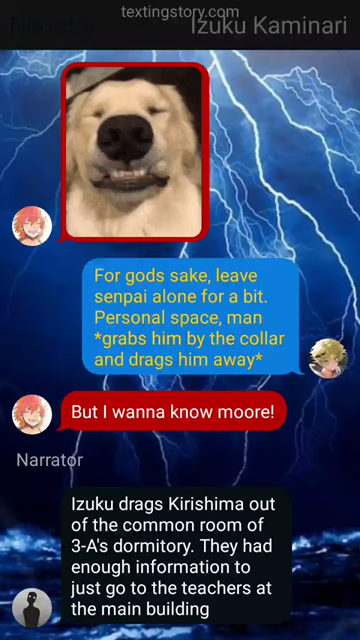 textingstory.com
Narrator
Izuku Kaminari
For gods sake, leave
senpai alone for a bit.
Personal space, man
*grabs him by the collar
and drags him away*
But I wanna know moore!
Narrator
Izuku drags Kirishima out
of the common room of
3-A's dormitory. They had
enough information to
just go to the teachers at
the main building